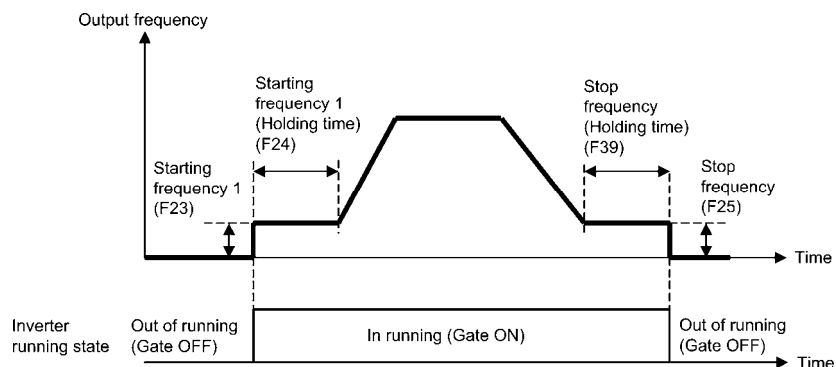 Output frequency
Starting
frequency 1
(Holding time)
(F24)
Stop
frequency
(Holding time)
(F39)
Starting
frequency 1
(F23)
Stop
frequency
(F25)
Time
Inverter
running state
Out of running
(Gate OFF)
In running (Gate ON)
Out of running
(Gate OFF)
Time